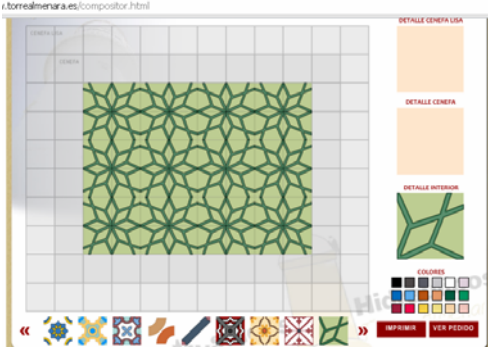 r.torrealmenara.es/compositor.html
CENEFA LISA
CENEFA
DETALLE CENEFA LISA
DETALLE CENEFA
DETALLE INTERIOR
COLORES
«
»
IMPRIMIR
VER PEDIDO